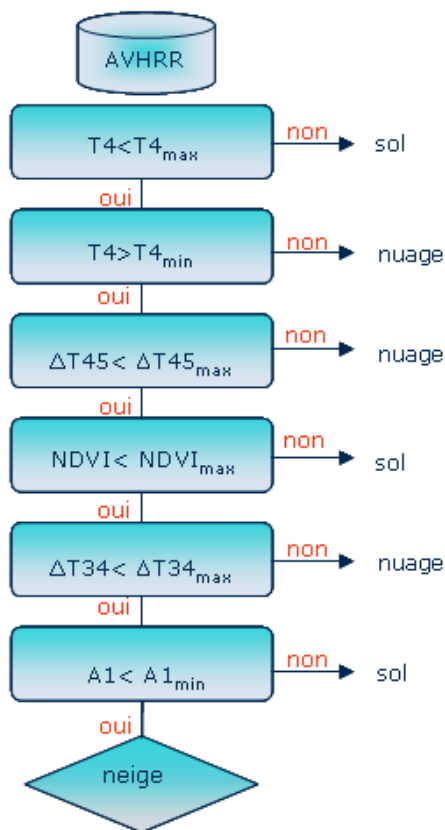 AVHRR
T4<T4max
non
sol
oui
T4>T4min
non
nuage
oui
ΔT45< ΔT45max
non
nuage
oui
NDVI< NDVImax
non
sol
oui
ΔT34< ΔT34max
non
nuage
oui
A1< A1min
non
sol
oui
neige